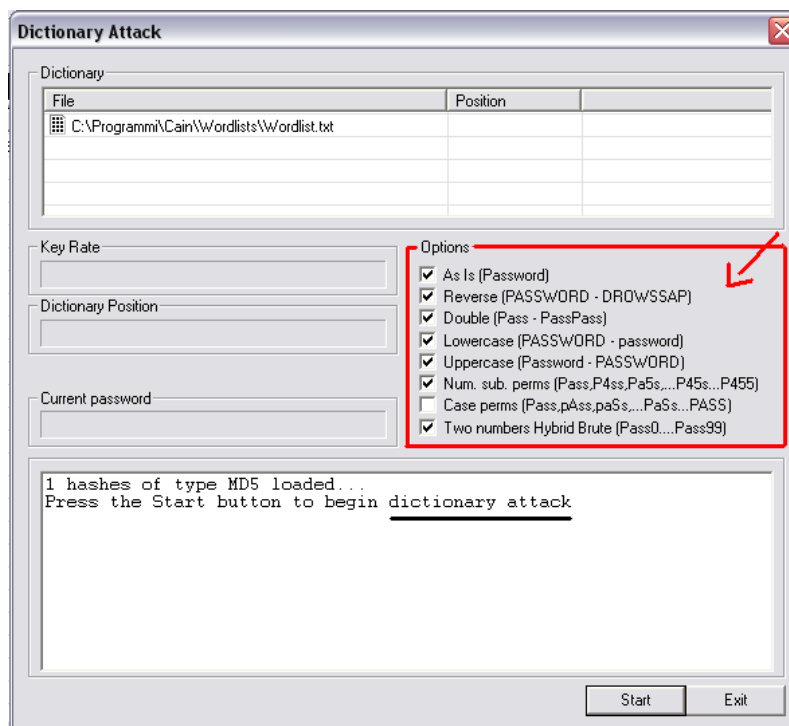 Dictionary Attack
Dictionary
File Position
C:\Programmi\Cain\Wordlists\Wordlist.txt
Key Rate
Dictionary Position
Current password
Options
As Is (Password)
Reverse (PASSWORD - DROWSSAP)
Double (Pass - PassPass)
Lowercase (PASSWORD - password)
Uppercase (Password - PASSWORD)
Num. sub. perms (Pass,P4ss,Pa5s,...P45s...P455)
Case perms (Pass,pAss,paSs,...PaSs...PASS)
Two numbers Hybrid Brute (Pass0....Pass99)
1 hashes of type MD5 loaded...
Press the Start button to begin dictionary attack
Start Exit